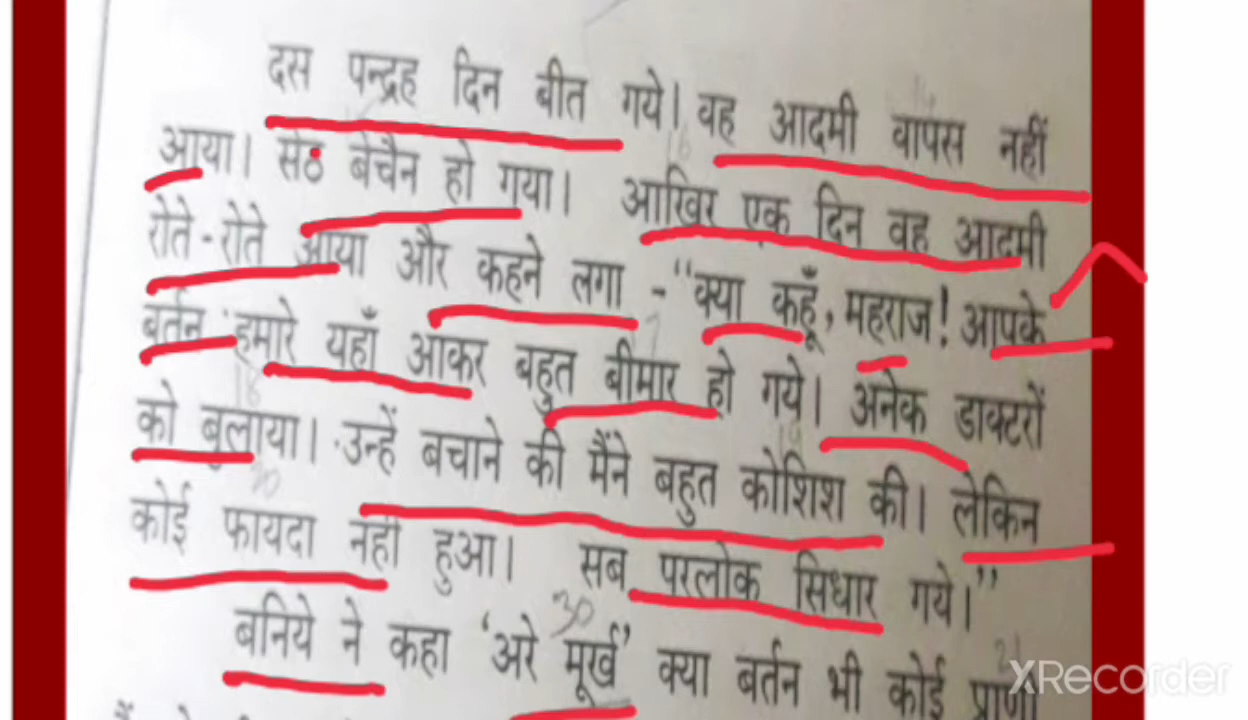 दस पन्द्रह दिन बीत गये। वह आदमी वापस नहीं
आया। सेठ बेचैन हो गया। आखिर एक दिन वह आदमी
रोते-रोते आया और कहने लगा - “क्या कहूँ, महराज! आपके
बर्तन हमारे यहाँ आकर बहुत बीमार हो गये। अनेक डाक्टरों
को बुलाया। उन्हें बचाने की मैंने बहुत कोशिश की। लेकिन
कोई फायदा नहीं हुआ। सब परलोक सिधार गये।”
30
बनिये ने कहा ‘अरे मूर्ख’ क्या बर्तन भी कोई प्राणी
XRecorder